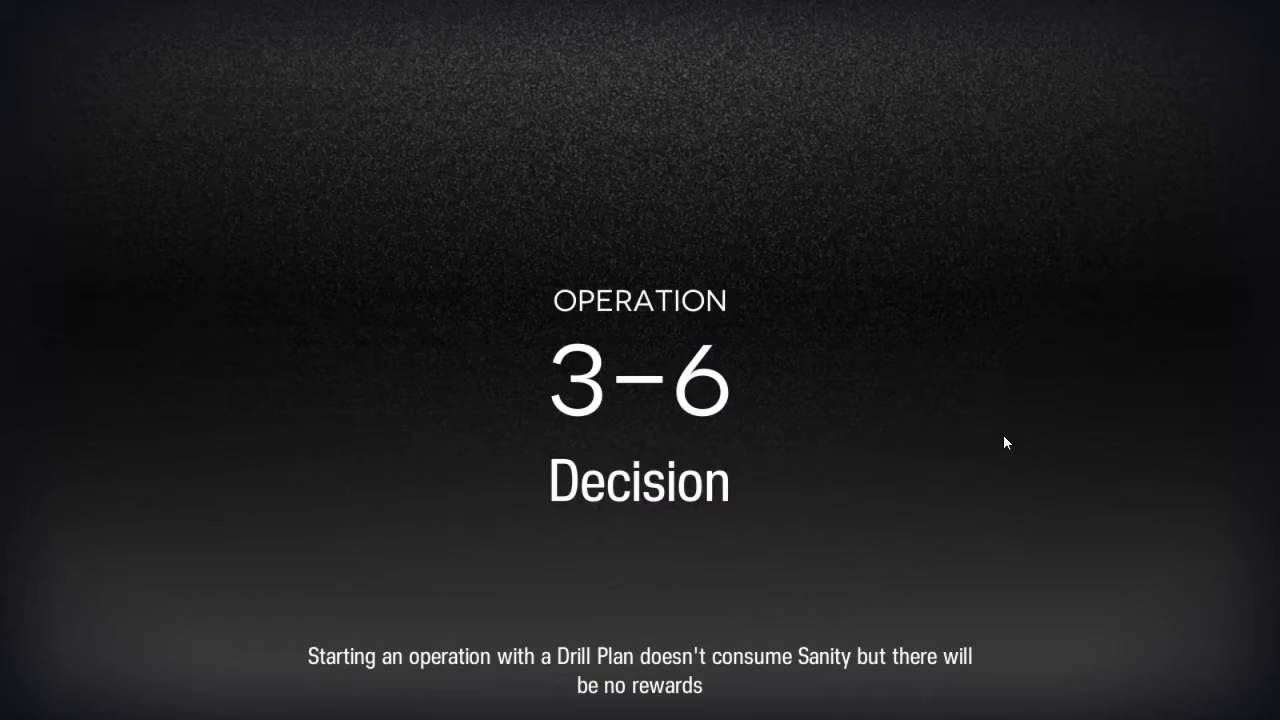 OPERATION
3-6
Decision
Starting an operation with a Drill Plan doesn't consume Sanity but there will
be no rewards